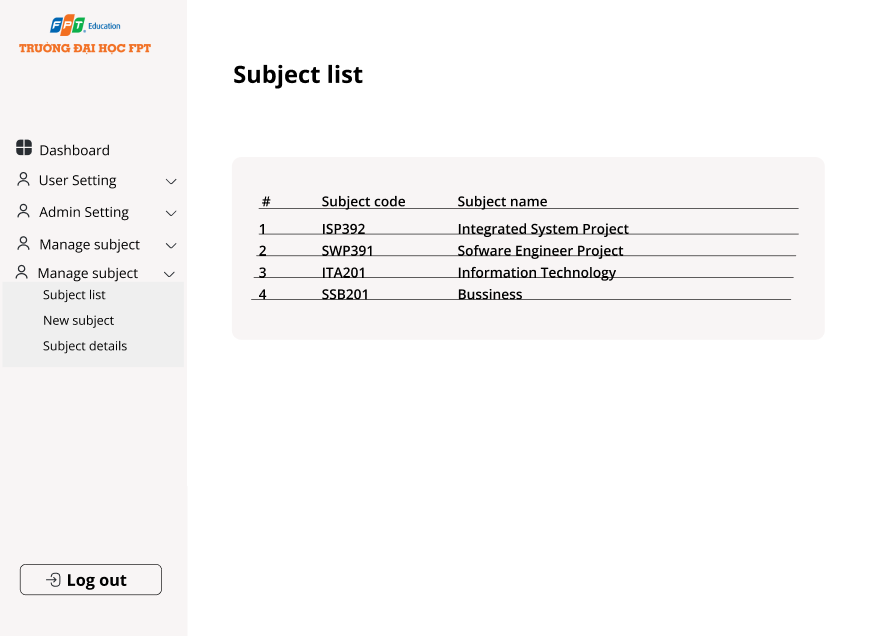 FPT Education
TRƯỜNG ĐẠI HỌC FPT
Dashboard
User Setting
Admin Setting
Manage subject
Manage subject
Subject list
New subject
Subject details
Log out
Subject list
# Subject code Subject name
1 ISP392 Integrated System Project
2 SWP391 Sofware Engineer Project
3 ITA201 Information Technology
4 SSB201 Bussiness